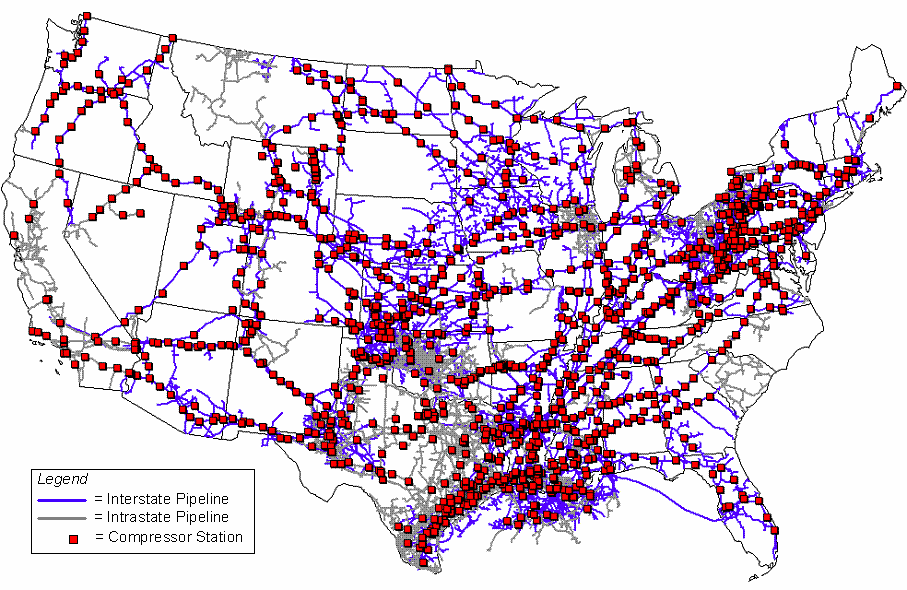 Legend
= Interstate Pipeline
= Intrastate Pipeline
= Compressor Station